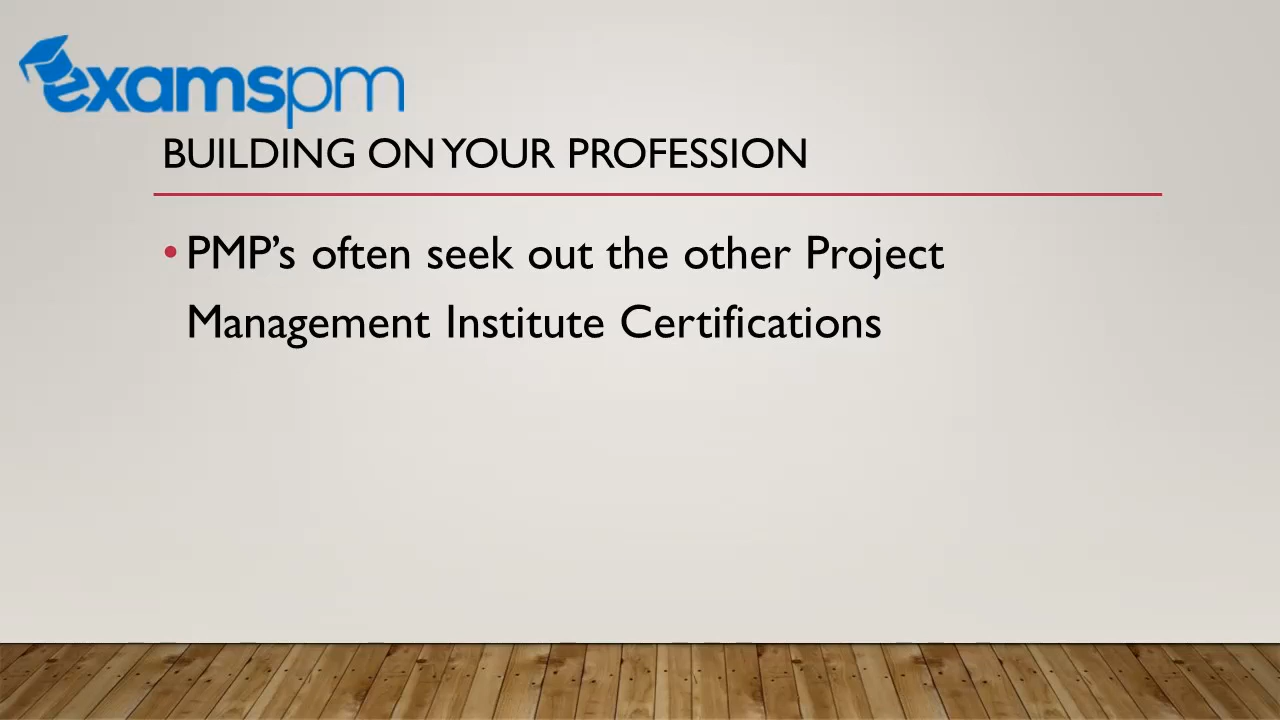 examspm
BUILDING ON YOUR PROFESSION
• PMP’s often seek out the other Project
Management Institute Certifications